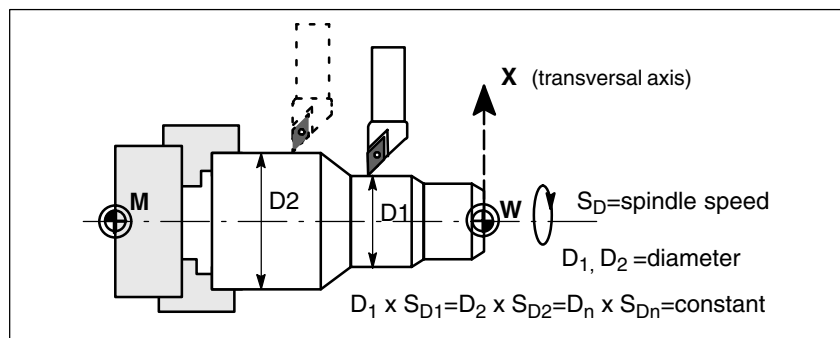 X (transversal axis)
M
D2
D1
W
S_D=spindle speed
D_1, D_2 =diameter
D_1 x S_D1=D_2 x S_D2=D_n x S_Dn=constant